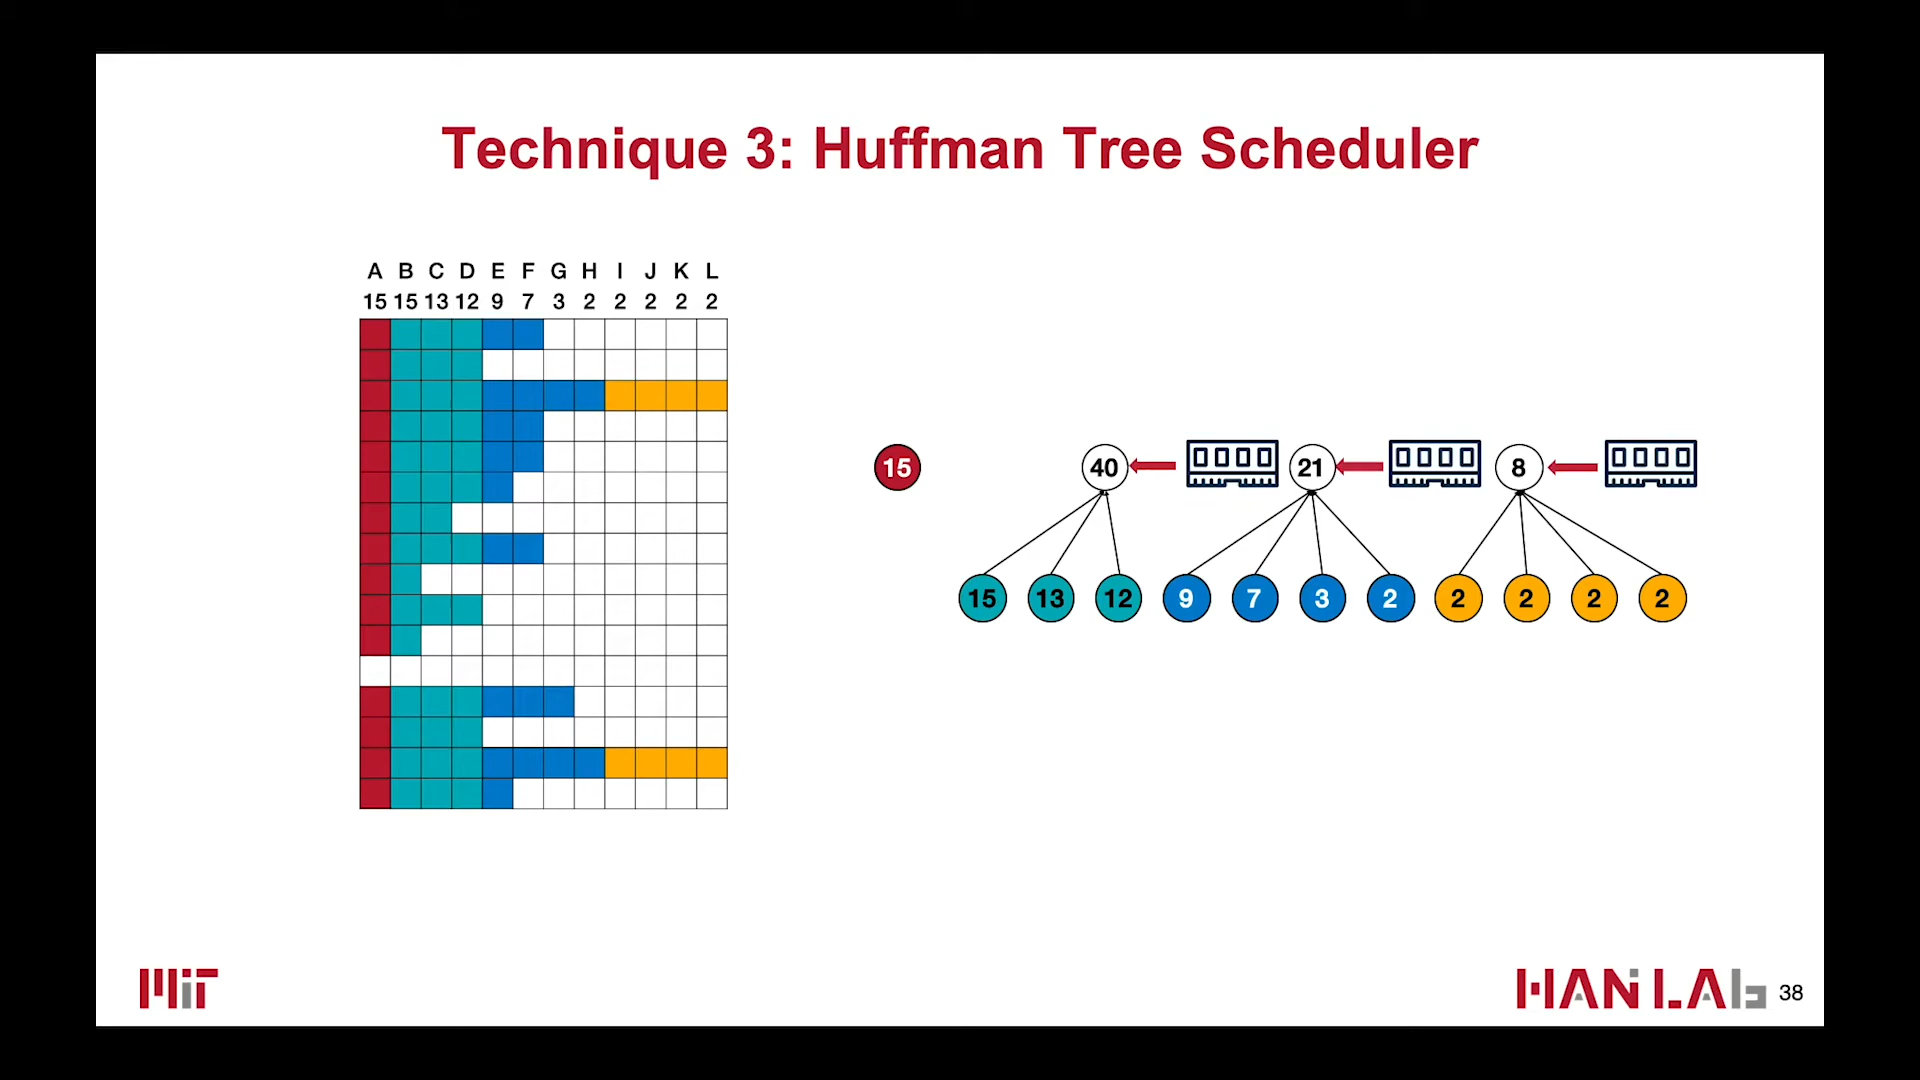 Technique 3: Huffman Tree Scheduler
A B C D E F G H I J K L
15 15 13 12 9 7 3 2 2 2 2 2
15 40 21 8
15 13 12 9 7 3 2 2 2 2 2
MIT HAN LAb 38